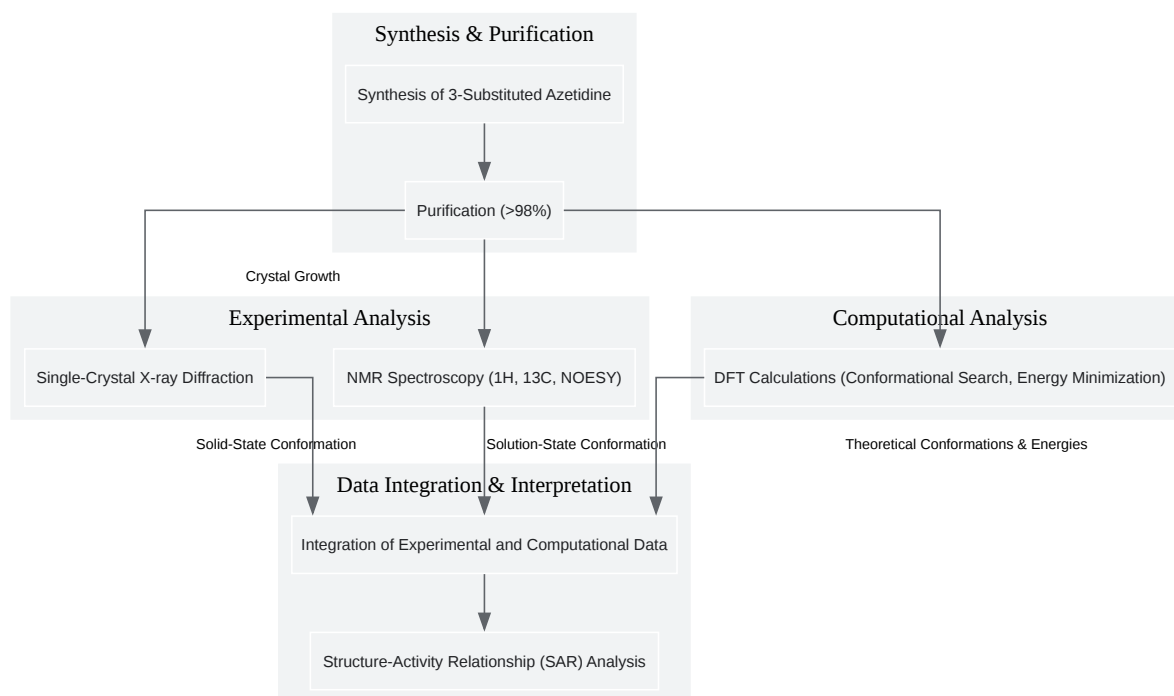 Synthesis & Purification
Synthesis of 3-Substituted Azetidine
Purification (>98%)
Crystal Growth
Experimental Analysis
Computational Analysis
Single-Crystal X-ray Diffraction
NMR Spectroscopy (1H, 13C, NOESY)
DFT Calculations (Conformational Search, Energy Minimization)
Solid-State Conformation
Solution-State Conformation
Theoretical Conformations & Energies
Data Integration & Interpretation
Integration of Experimental and Computational Data
Structure-Activity Relationship (SAR) Analysis